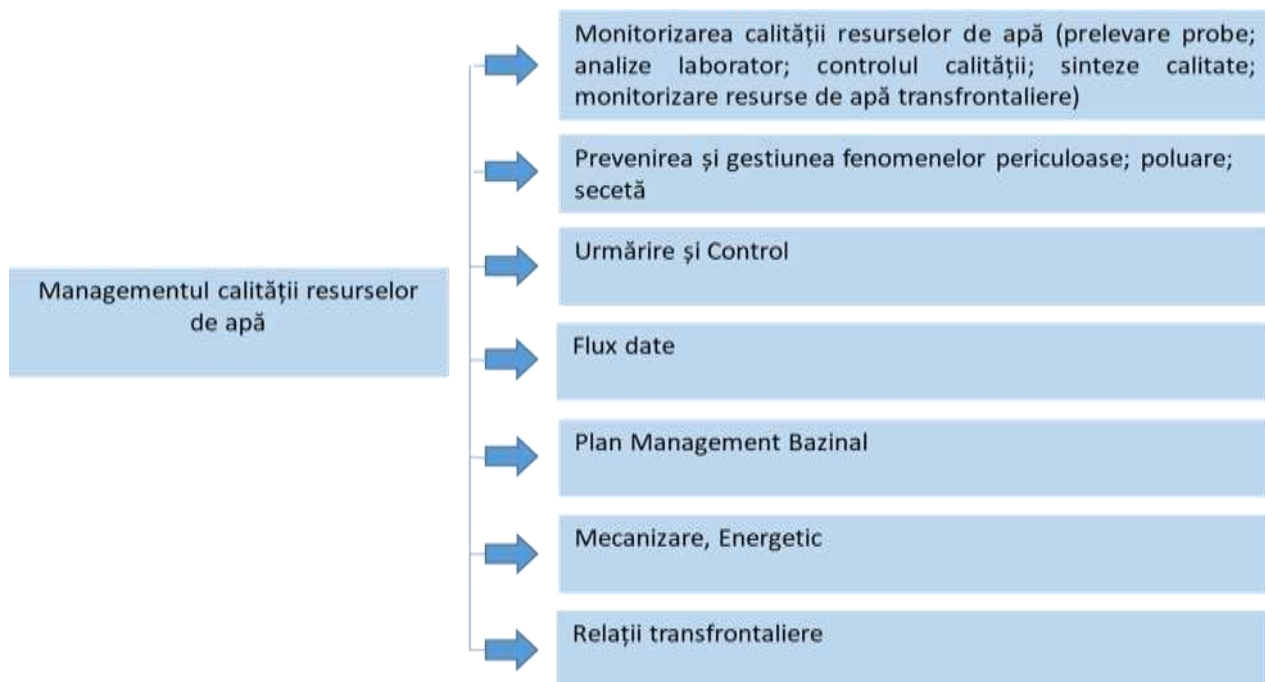 Monitorizarea calității resurselor de apă (prelevare probe;
analize laborator; controlul calității; sinteze calitate;
monitorizare resurse de apă transfrontaliere)
Prevenirea și gestiunea fenomenelor periculoase; poluare;
secetă
Urmărire și Control
Managementul calității resurselor
de apă
Flux date
Plan Management Bazinal
Mecanizare, Energetic
Relații transfrontaliere